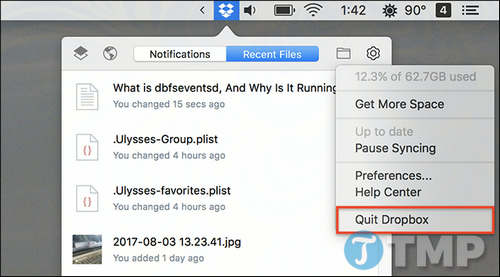 1:42
90°
4
Notifications
Recent Files
12.3% of 62.7GB used
What is dbfseventsd, And Why Is It Running
You changed 15 secs ago
Get More Space
Up to date
.Ulysses-Group.plist
Pause Syncing
You changed 4 hours ago
Preferences...
.Ulysses-favorites.plist
Help Center
You changed 4 hours ago
Quit Dropbox
2017-08-03 13.23.41.jpg
You added 1 day ago
TMP